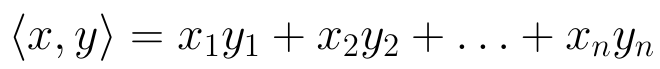 ⟨x, y⟩ = x₁y₁ + x₂y₂ + … + xₙyₙ